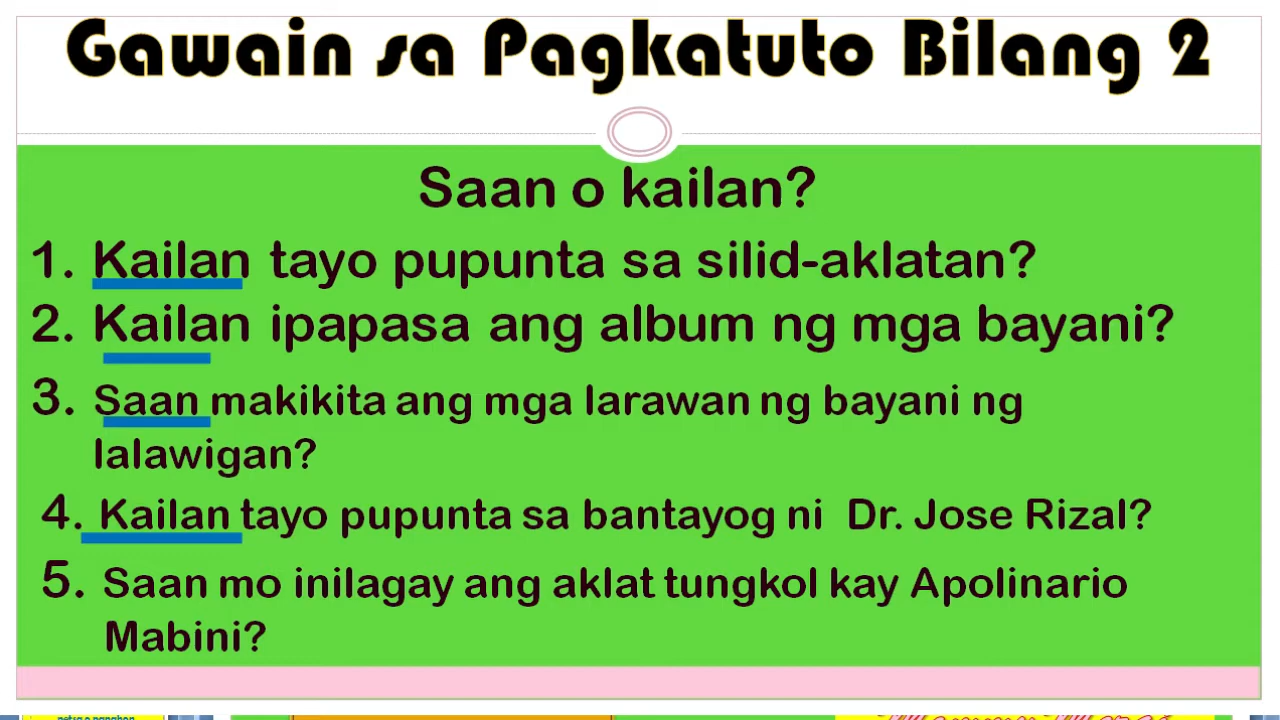 Gawain sa Pagkatuto Bilang 2
Saan o kailan?
1. Kailan tayo pupunta sa silid-aklatan?
2. Kailan ipapasa ang album ng mga bayani?
3. Saan makikita ang mga larawan ng bayani ng
lalawigan?
4. Kailan tayo pupunta sa bantayog ni Dr. Jose Rizal?
5. Saan mo inilagay ang aklat tungkol kay Apolinario
Mabini?